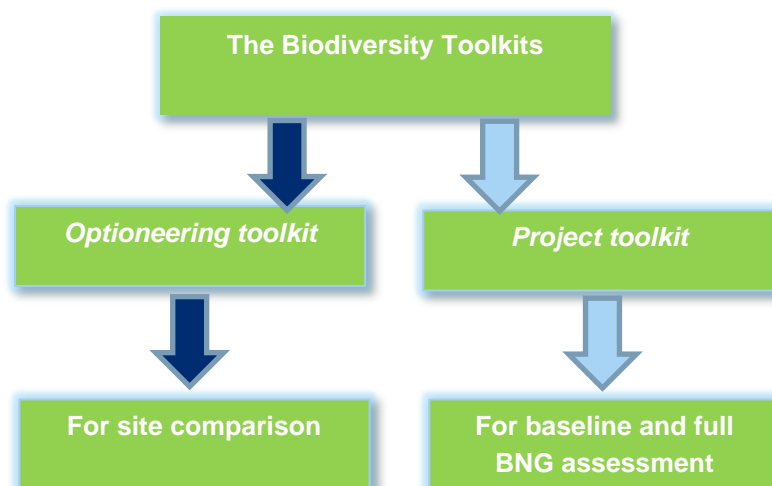 The Biodiversity Toolkits
Optioneering toolkit
Project toolkit
For site comparison
For baseline and full
BNG assessment